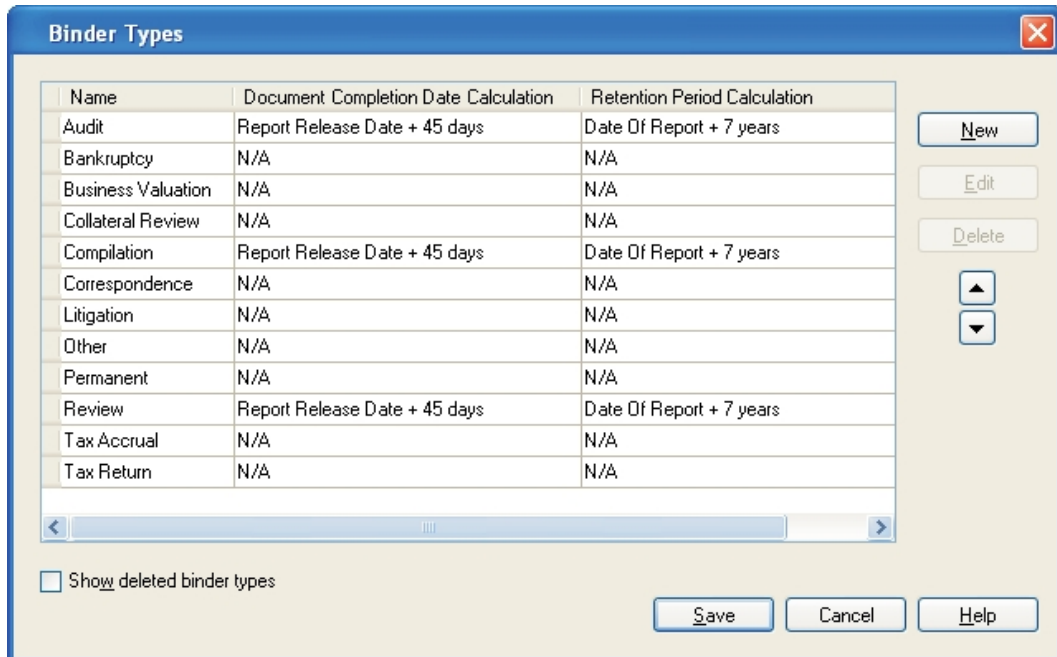 Binder Types
Name Document Completion Date Calculation Retention Period Calculation
Audit Report Release Date + 45 days Date Of Report + 7 years
Bankruptcy N/A N/A
Business Valuation N/A N/A
Collateral Review N/A N/A
Compilation Report Release Date + 45 days Date Of Report + 7 years
Correspondence N/A N/A
Litigation N/A N/A
Other N/A N/A
Permanent N/A N/A
Review Report Release Date + 45 days Date Of Report + 7 years
Tax Accrual N/A N/A
Tax Return N/A N/A
New
Edit
Delete
Show deleted binder types
Save Cancel Help